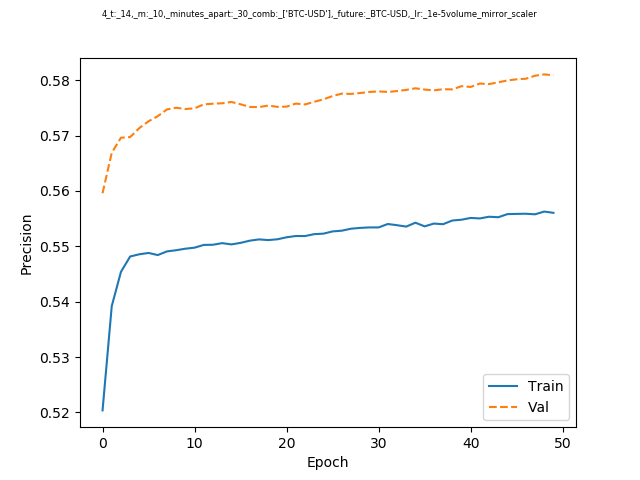 4_t:_14,_m:_10,_minutes_apart:_30_comb:_['BTC-USD'],_future:_BTC-USD,_lr:_1e-5volume_mirror_scaler
0.58
0.57
0.56
0.55
0.54
0.53
0.52
Precision
Train
Val
0
10
20
30
40
50
Epoch